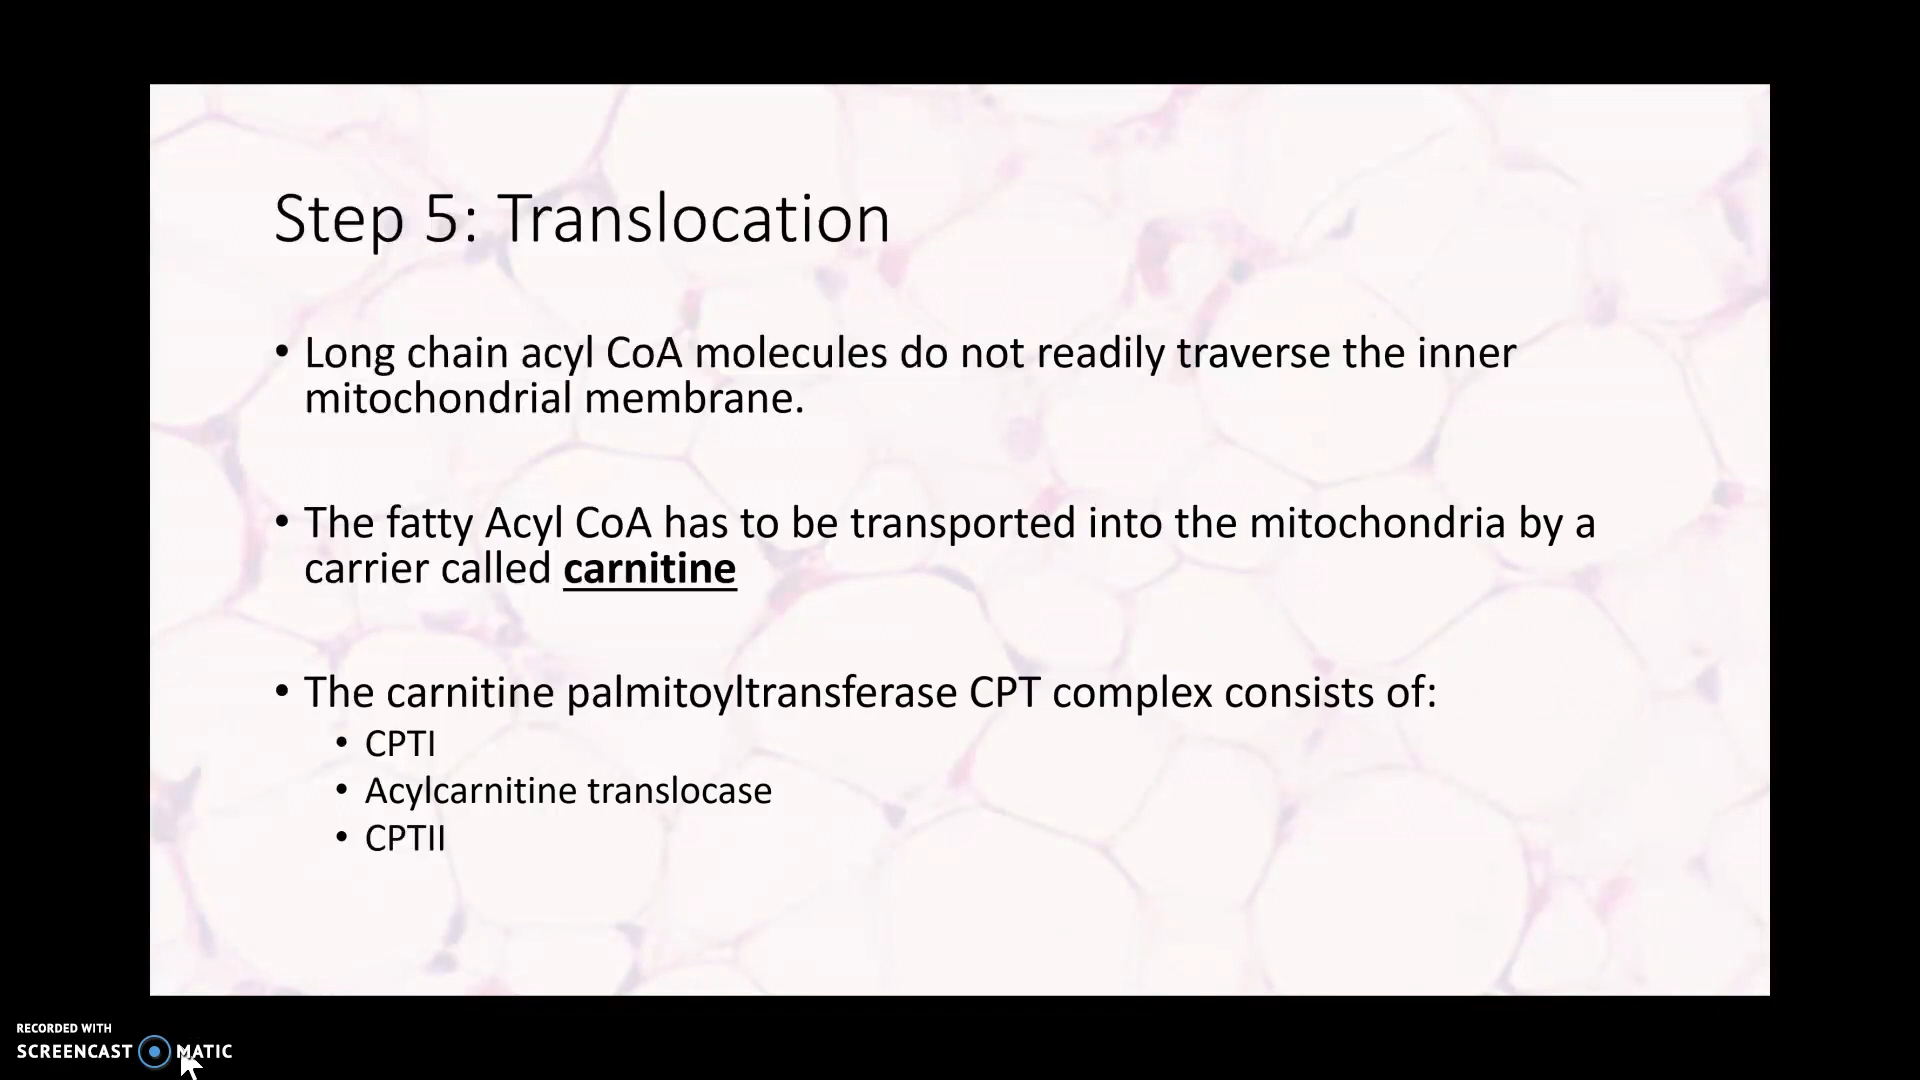 Step 5: Translocation
• Long chain acyl CoA molecules do not readily traverse the inner
mitochondrial membrane.
• The fatty Acyl CoA has to be transported into the mitochondria by a
carrier called carnitine
• The carnitine palmitoyltransferase CPT complex consists of:
• CPTI
• Acylcarnitine translocase
• CPTII
RECORDED WITH
SCREENCAST MATIC